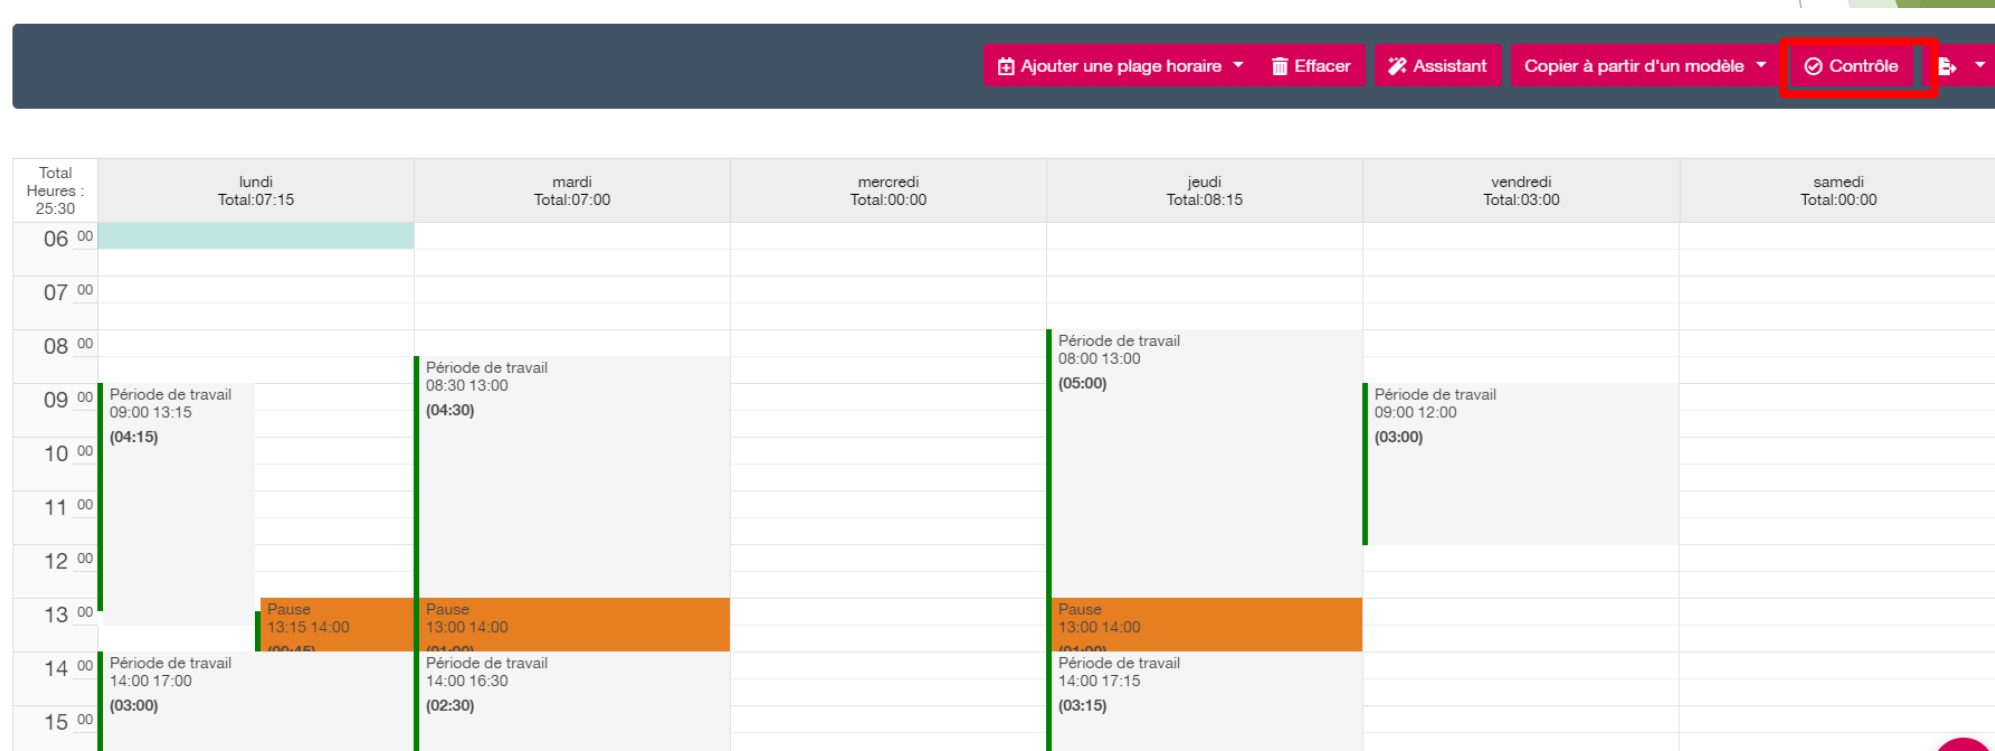 Ajouter une plage horaire
Effacer
Assistant
Copier à partir d'un modèle
Contrôle
Total
Heures :
25:30
lundi
Total:07:15
mardi
Total:07:00
mercredi
Total:00:00
jeudi
Total:08:15
vendredi
Total:03:00
samedi
Total:00:00
06 00
07 00
08 00
09 00
10 00
11 00
12 00
13 00
14 00
15 00
Période de travail
09:00 13:15
(04:15)
Pause
13:15 14:00
(00:45)
Période de travail
14:00 17:00
(03:00)
Période de travail
08:30 13:00
(04:30)
Pause
13:00 14:00
(01:00)
Période de travail
14:00 16:30
(02:30)
Période de travail
08:00 13:00
(05:00)
Pause
13:00 14:00
(01:00)
Période de travail
14:00 17:15
(03:15)
Période de travail
09:00 12:00
(03:00)